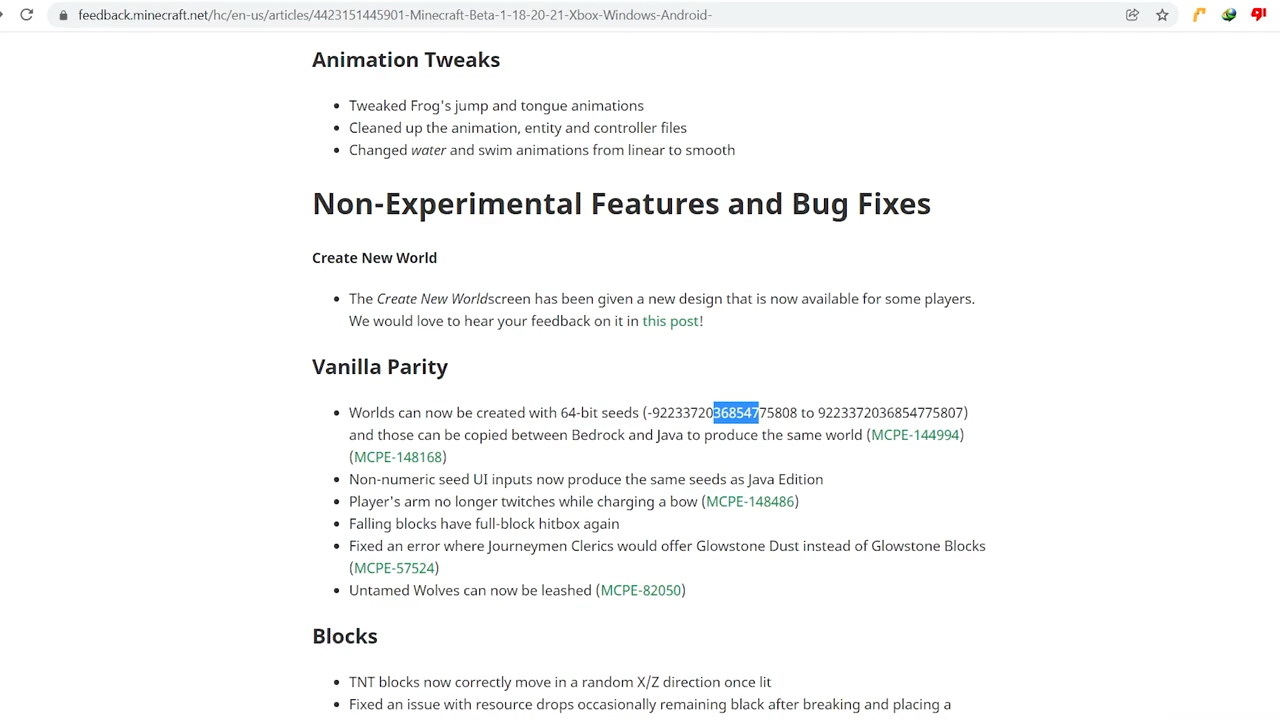 feedback.minecraft.net/hc/en-us/articles/4423151445901-Minecraft-Beta-1-18-20-21-Xbox-Windows-Android-
Animation Tweaks
• Tweaked Frog's jump and tongue animations
• Cleaned up the animation, entity and controller files
• Changed water and swim animations from linear to smooth
Non-Experimental Features and Bug Fixes
Create New World
• The Create New Worldscreen has been given a new design that is now available for some players.
We would love to hear your feedback on it in this post!
Vanilla Parity
• Worlds can now be created with 64-bit seeds (-9223372036854775808 to 9223372036854775807)
and those can be copied between Bedrock and Java to produce the same world (MCPE-144994)
(MCPE-148168)
• Non-numeric seed UI inputs now produce the same seeds as Java Edition
• Player's arm no longer twitches while charging a bow (MCPE-148486)
• Falling blocks have full-block hitbox again
• Fixed an error where Journeymen Clerics would offer Glowstone Dust instead of Glowstone Blocks
(MCPE-57524)
• Untamed Wolves can now be leashed (MCPE-82050)
Blocks
• TNT blocks now correctly move in a random X/Z direction once lit
• Fixed an issue with resource drops occasionally remaining black after breaking and placing a